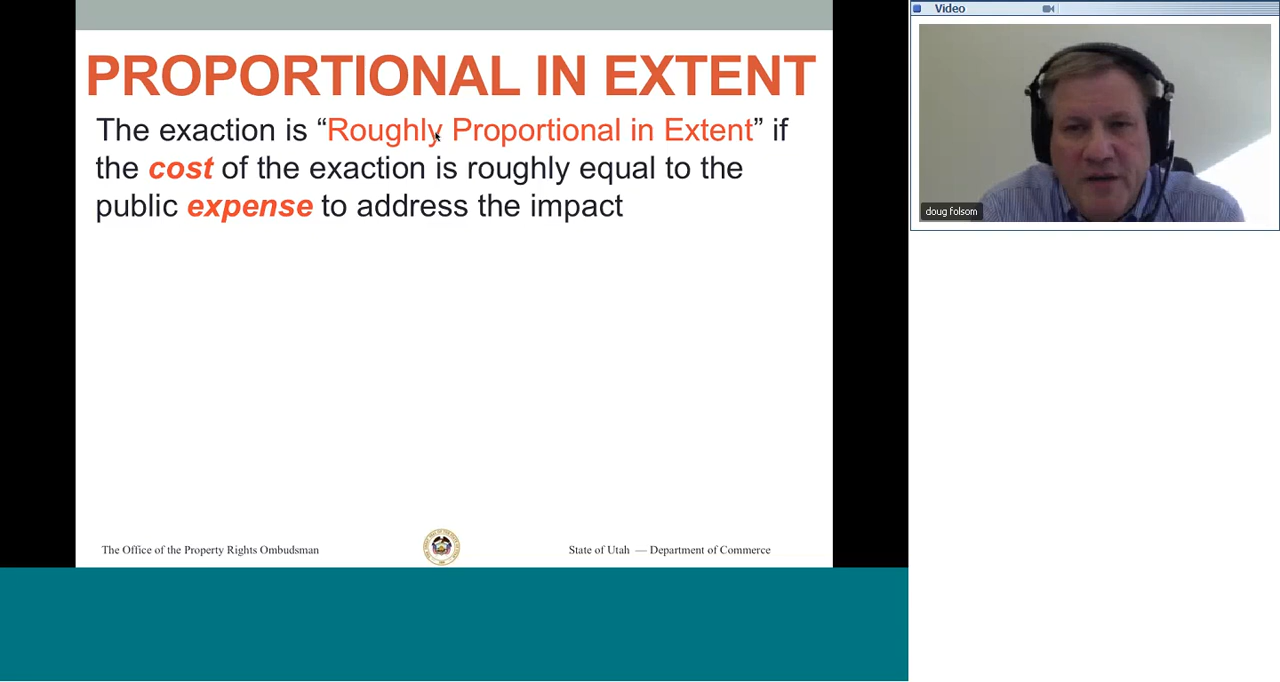 PROPORTIONAL IN EXTENT
The exaction is “Roughly Proportional in Extent” if
the cost of the exaction is roughly equal to the
public expense to address the impact
The Office of the Property Rights Ombudsman
State of Utah — Department of Commerce
Video
doug folsom